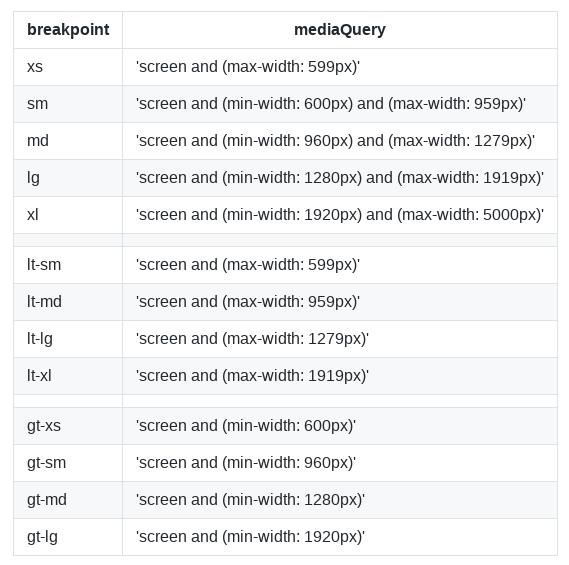 breakpoint mediaQuery
xs 'screen and (max-width: 599px)'
sm 'screen and (min-width: 600px) and (max-width: 959px)'
md 'screen and (min-width: 960px) and (max-width: 1279px)'
lg 'screen and (min-width: 1280px) and (max-width: 1919px)'
xl 'screen and (min-width: 1920px) and (max-width: 5000px)'
lt-sm 'screen and (max-width: 599px)'
lt-md 'screen and (max-width: 959px)'
lt-lg 'screen and (max-width: 1279px)'
lt-xl 'screen and (max-width: 1919px)'
gt-xs 'screen and (min-width: 600px)'
gt-sm 'screen and (min-width: 960px)'
gt-md 'screen and (min-width: 1280px)'
gt-lg 'screen and (min-width: 1920px)'